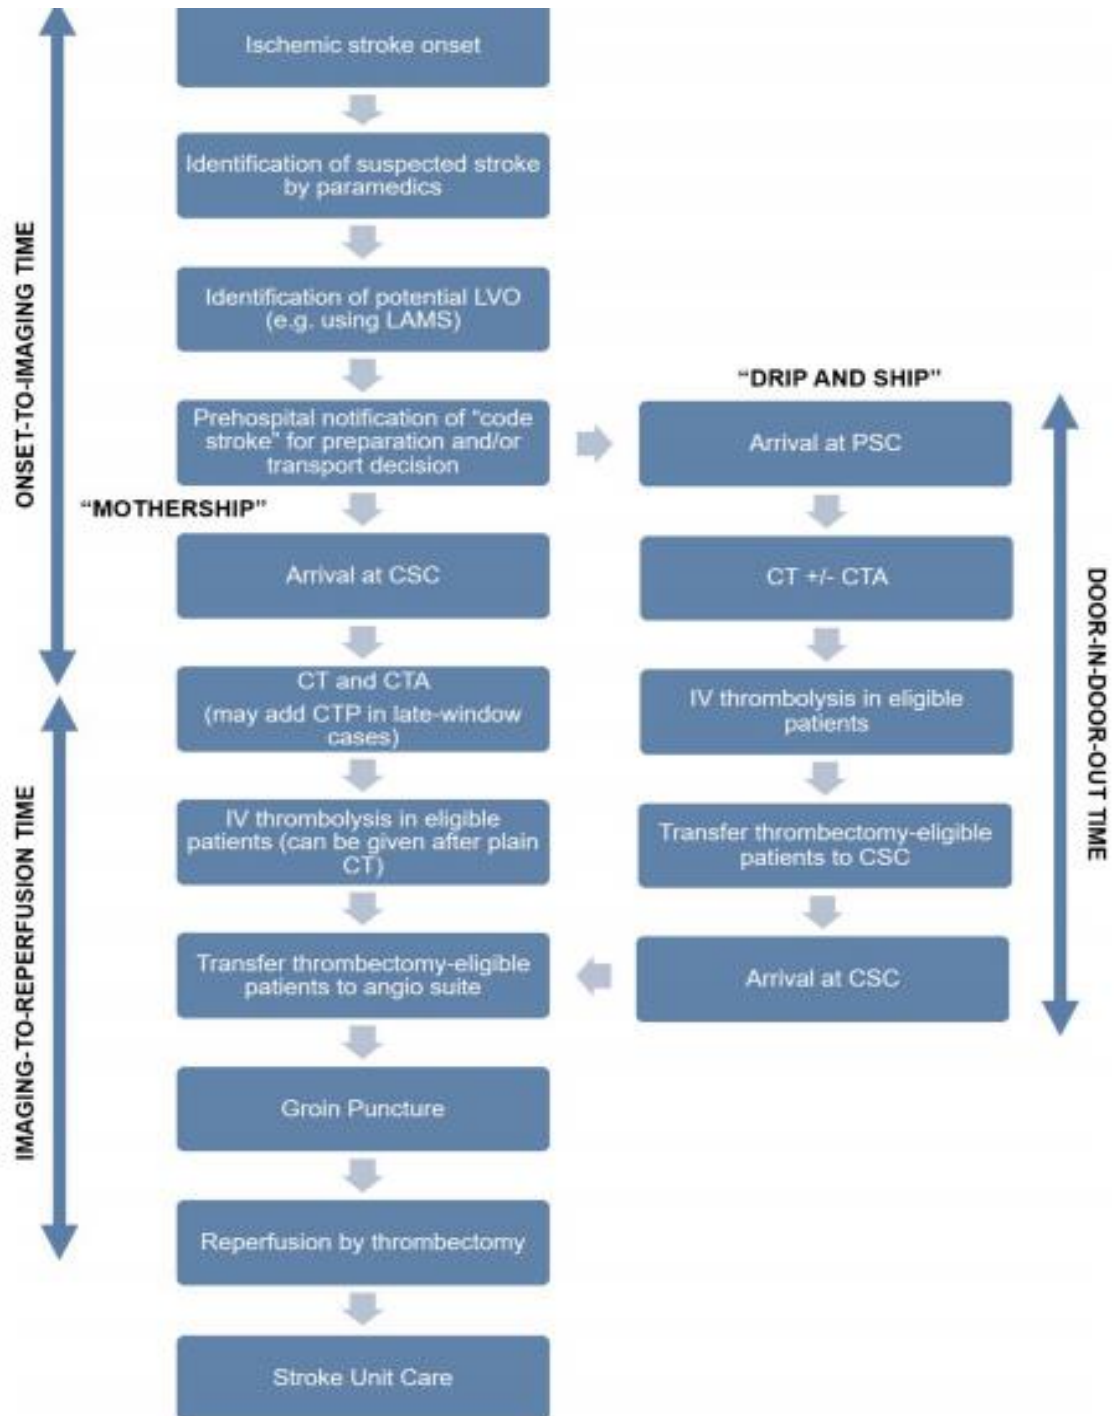 Ischemic stroke onset
Identification of suspected stroke
by paramedics
Identification of potential LVO
(e.g. using LAMS)
Prehospital notification of "code
stroke" for preparation and/or
transport decision
"MOTHERSHIP"
Arrival at CSC
CT and CTA
(may add CTP in late-window
cases)
IV thrombolysis in eligible
patients (can be given after plain
CT)
Transfer thrombectomy-eligible
patients to angio suite
Groin Puncture
Reperfusion by thrombectomy
Stroke Unit Care
"DRIP AND SHIP"
Arrival at PSC
CT +/- CTA
IV thrombolysis in eligible
patients
Transfer thrombectomy-eligible
patients to CSC
Arrival at CSC
ONSET-TO-IMAGING TIME
IMAGING-TO-REPERFUSION TIME
DOOR-IN-DOOR-OUT TIME